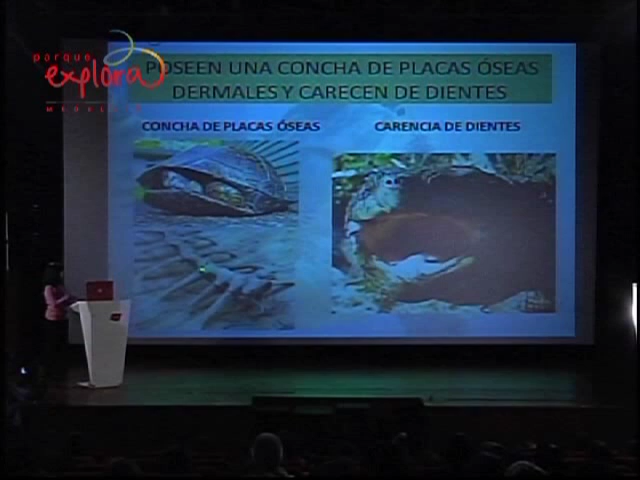 parque
explora
MEDELLÍN
POSEEN UNA CONCHA DE PLACAS ÓSEAS
DERMALES Y CARECEN DE DIENTES
CONCHA DE PLACAS ÓSEAS
CARENCIA DE DIENTES